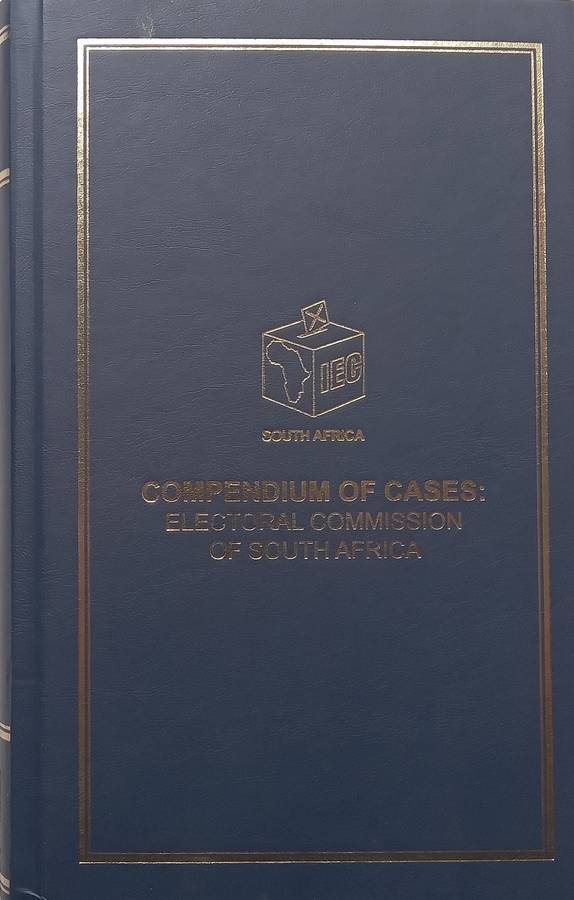 IEC
SOUTH AFRICA
COMPENDIUM OF CASES:
ELECTORAL COMMISSION
OF SOUTH AFRICA